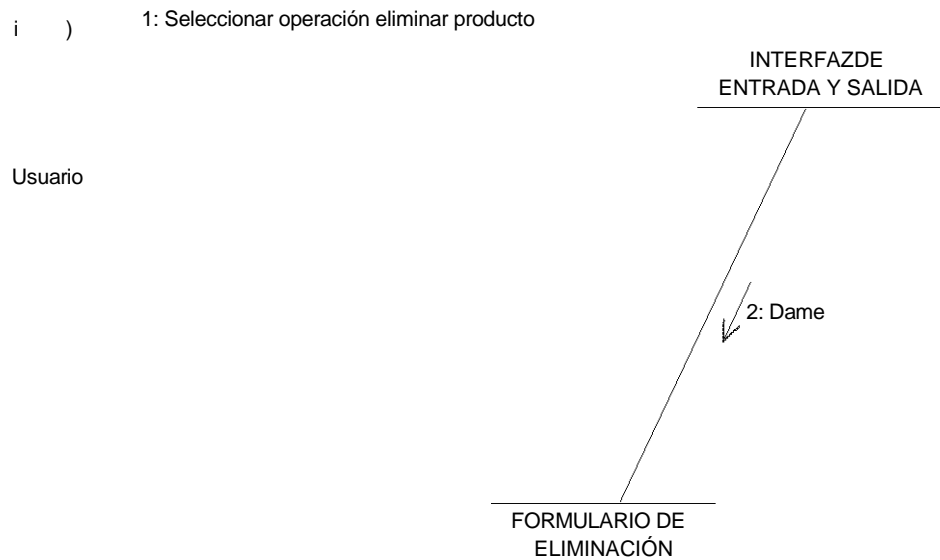 i )
1: Seleccionar operación eliminar producto
INTERFAZDE
ENTRADA Y SALIDA
Usuario
2: Dame
FORMULARIO DE
ELIMINACIÓN